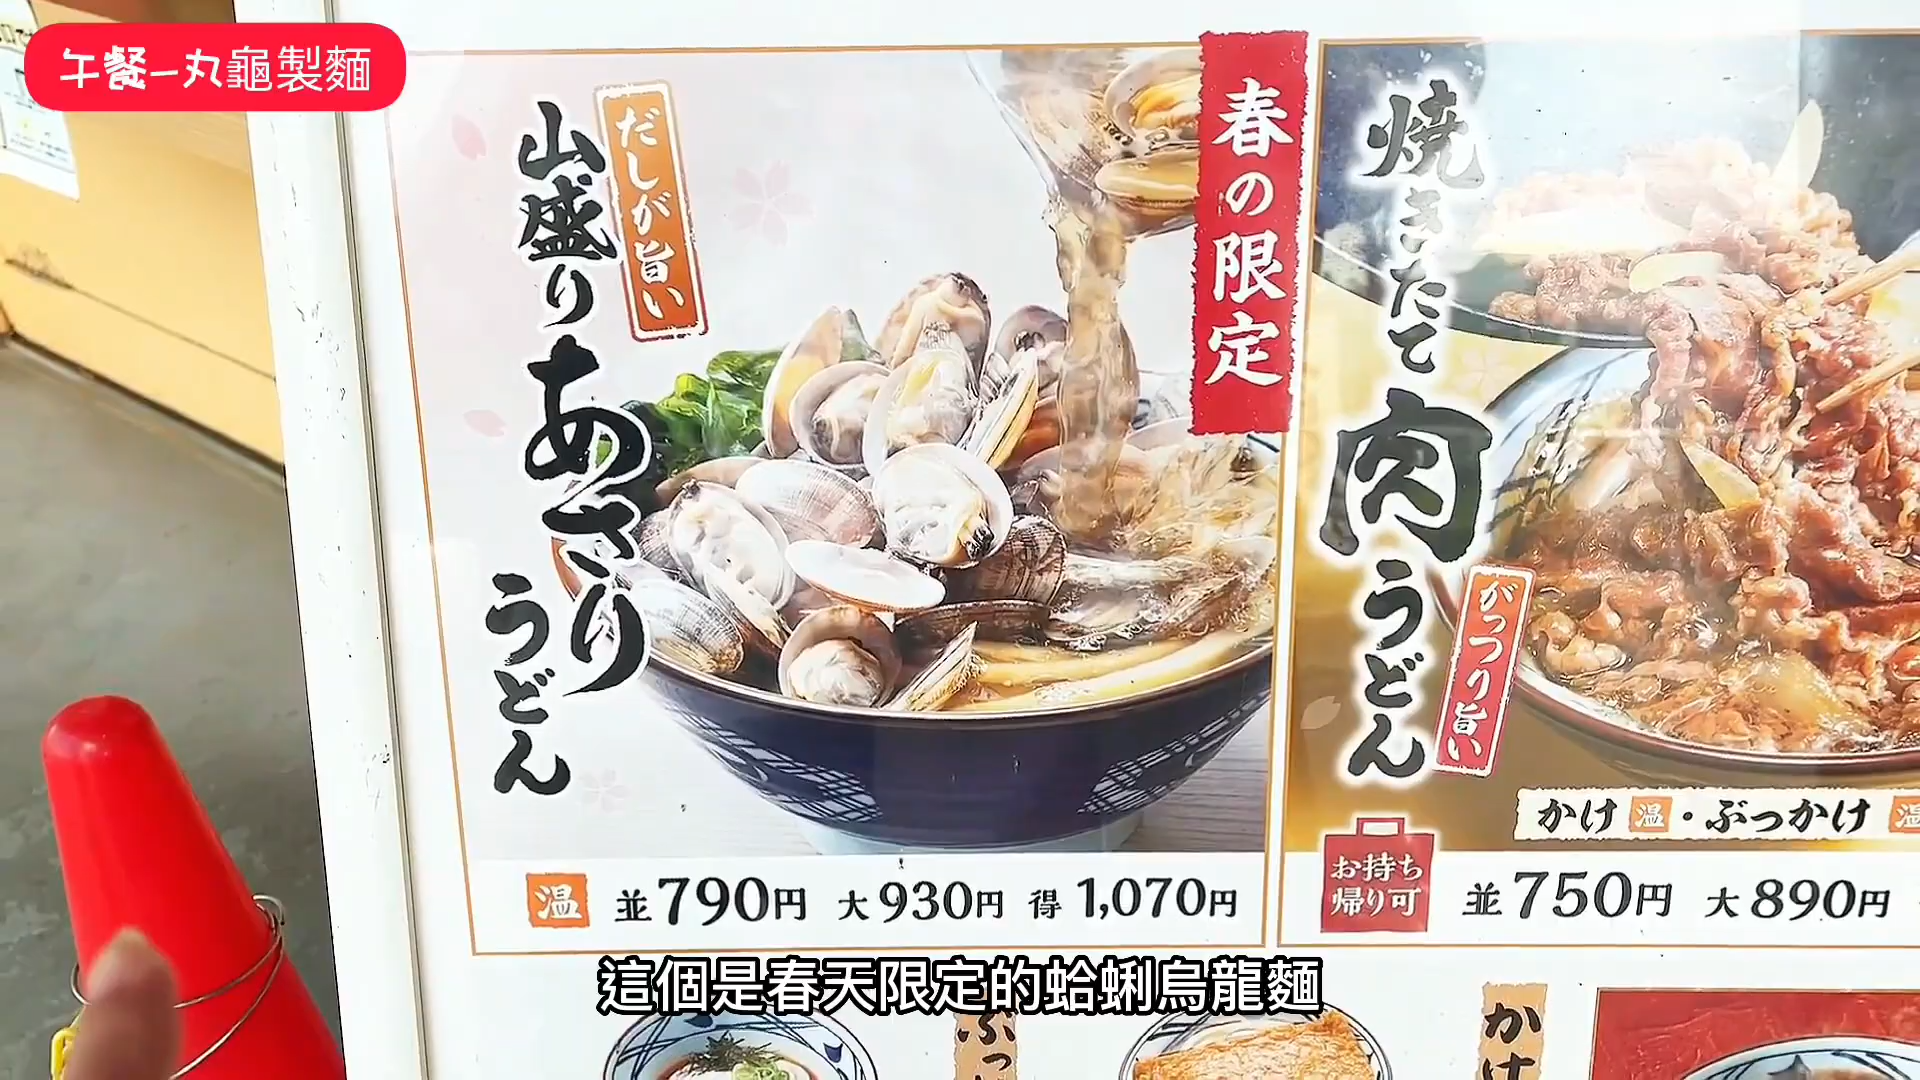 午餐–丸龜製麵
春の限定
だしが旨い
山盛り
あさり
うどん
温 並790円 大930円 得1,070円
焼きたて
肉
うどん
がっつり旨い
かけ 温・ぶっかけ 温
お持ち
帰り可
並750円 大890円
這個是春天限定的蛤蜊烏龍麵
ぶっ
かけ